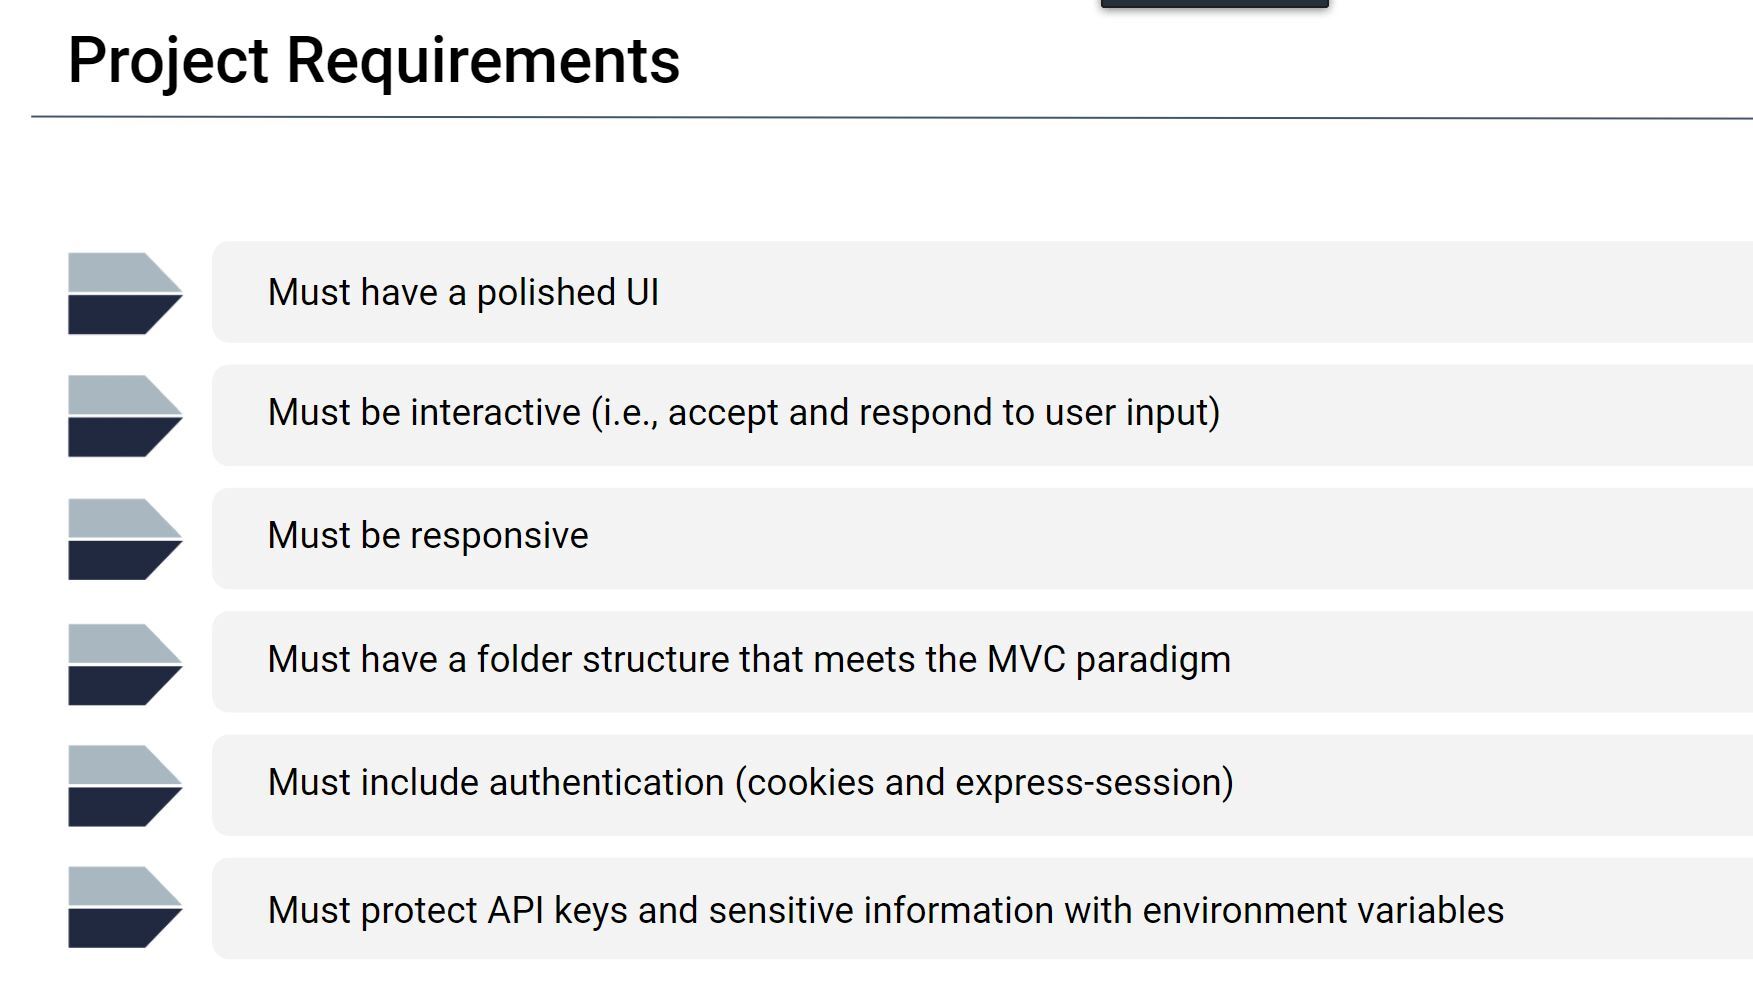 Project Requirements
Must have a polished UI
Must be interactive (i.e., accept and respond to user input)
Must be responsive
Must have a folder structure that meets the MVC paradigm
Must include authentication (cookies and express-session)
Must protect API keys and sensitive information with environment variables